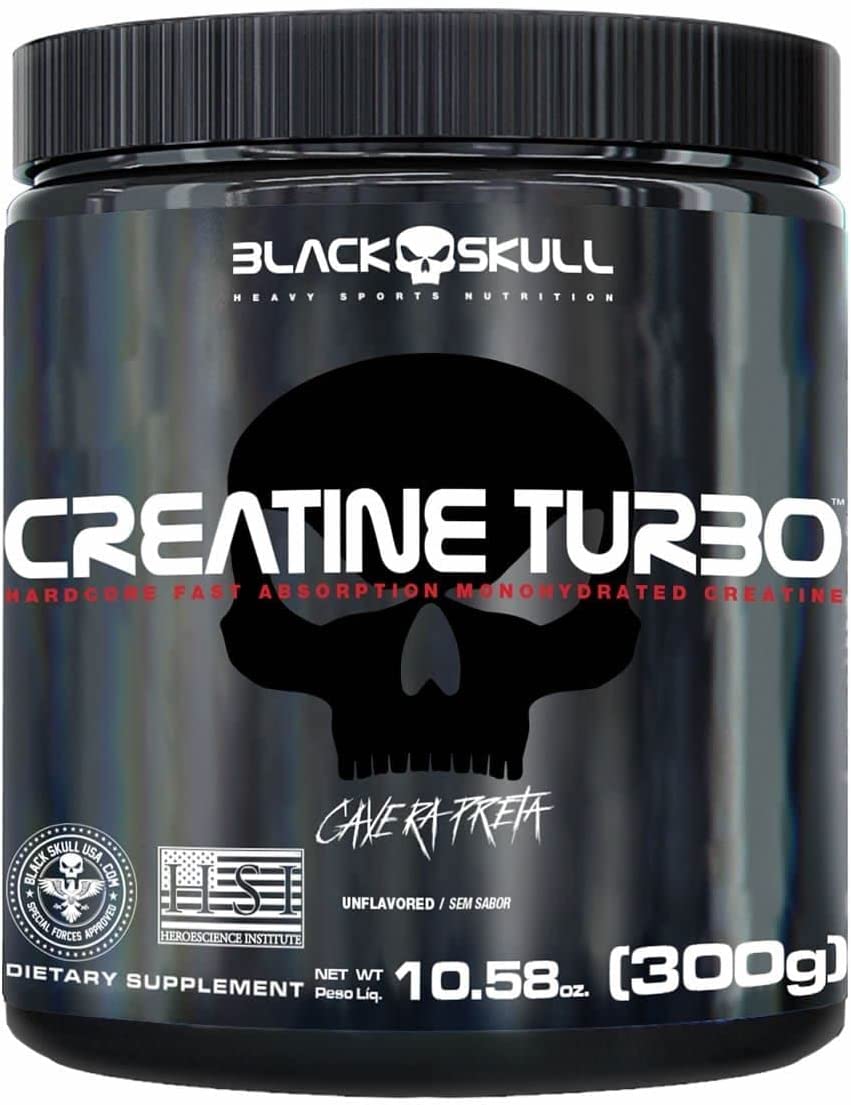 BLACK SKULL
HEAVY SPORTS NUTRITION
CREATINE TURBO™
HARDCORE FAST ABSORPTION MONOHYDRATED CREATINE
CAVEIRA PRETA
BLACK SKULL USA.COM
SPECIAL FORCES APPROVED
HSI
HEROESCIENCE INSTITUTE
UNFLAVORED / SEM SABOR
DIETARY SUPPLEMENT
NET WT
Peso Líq.
10.58oz. (300g)